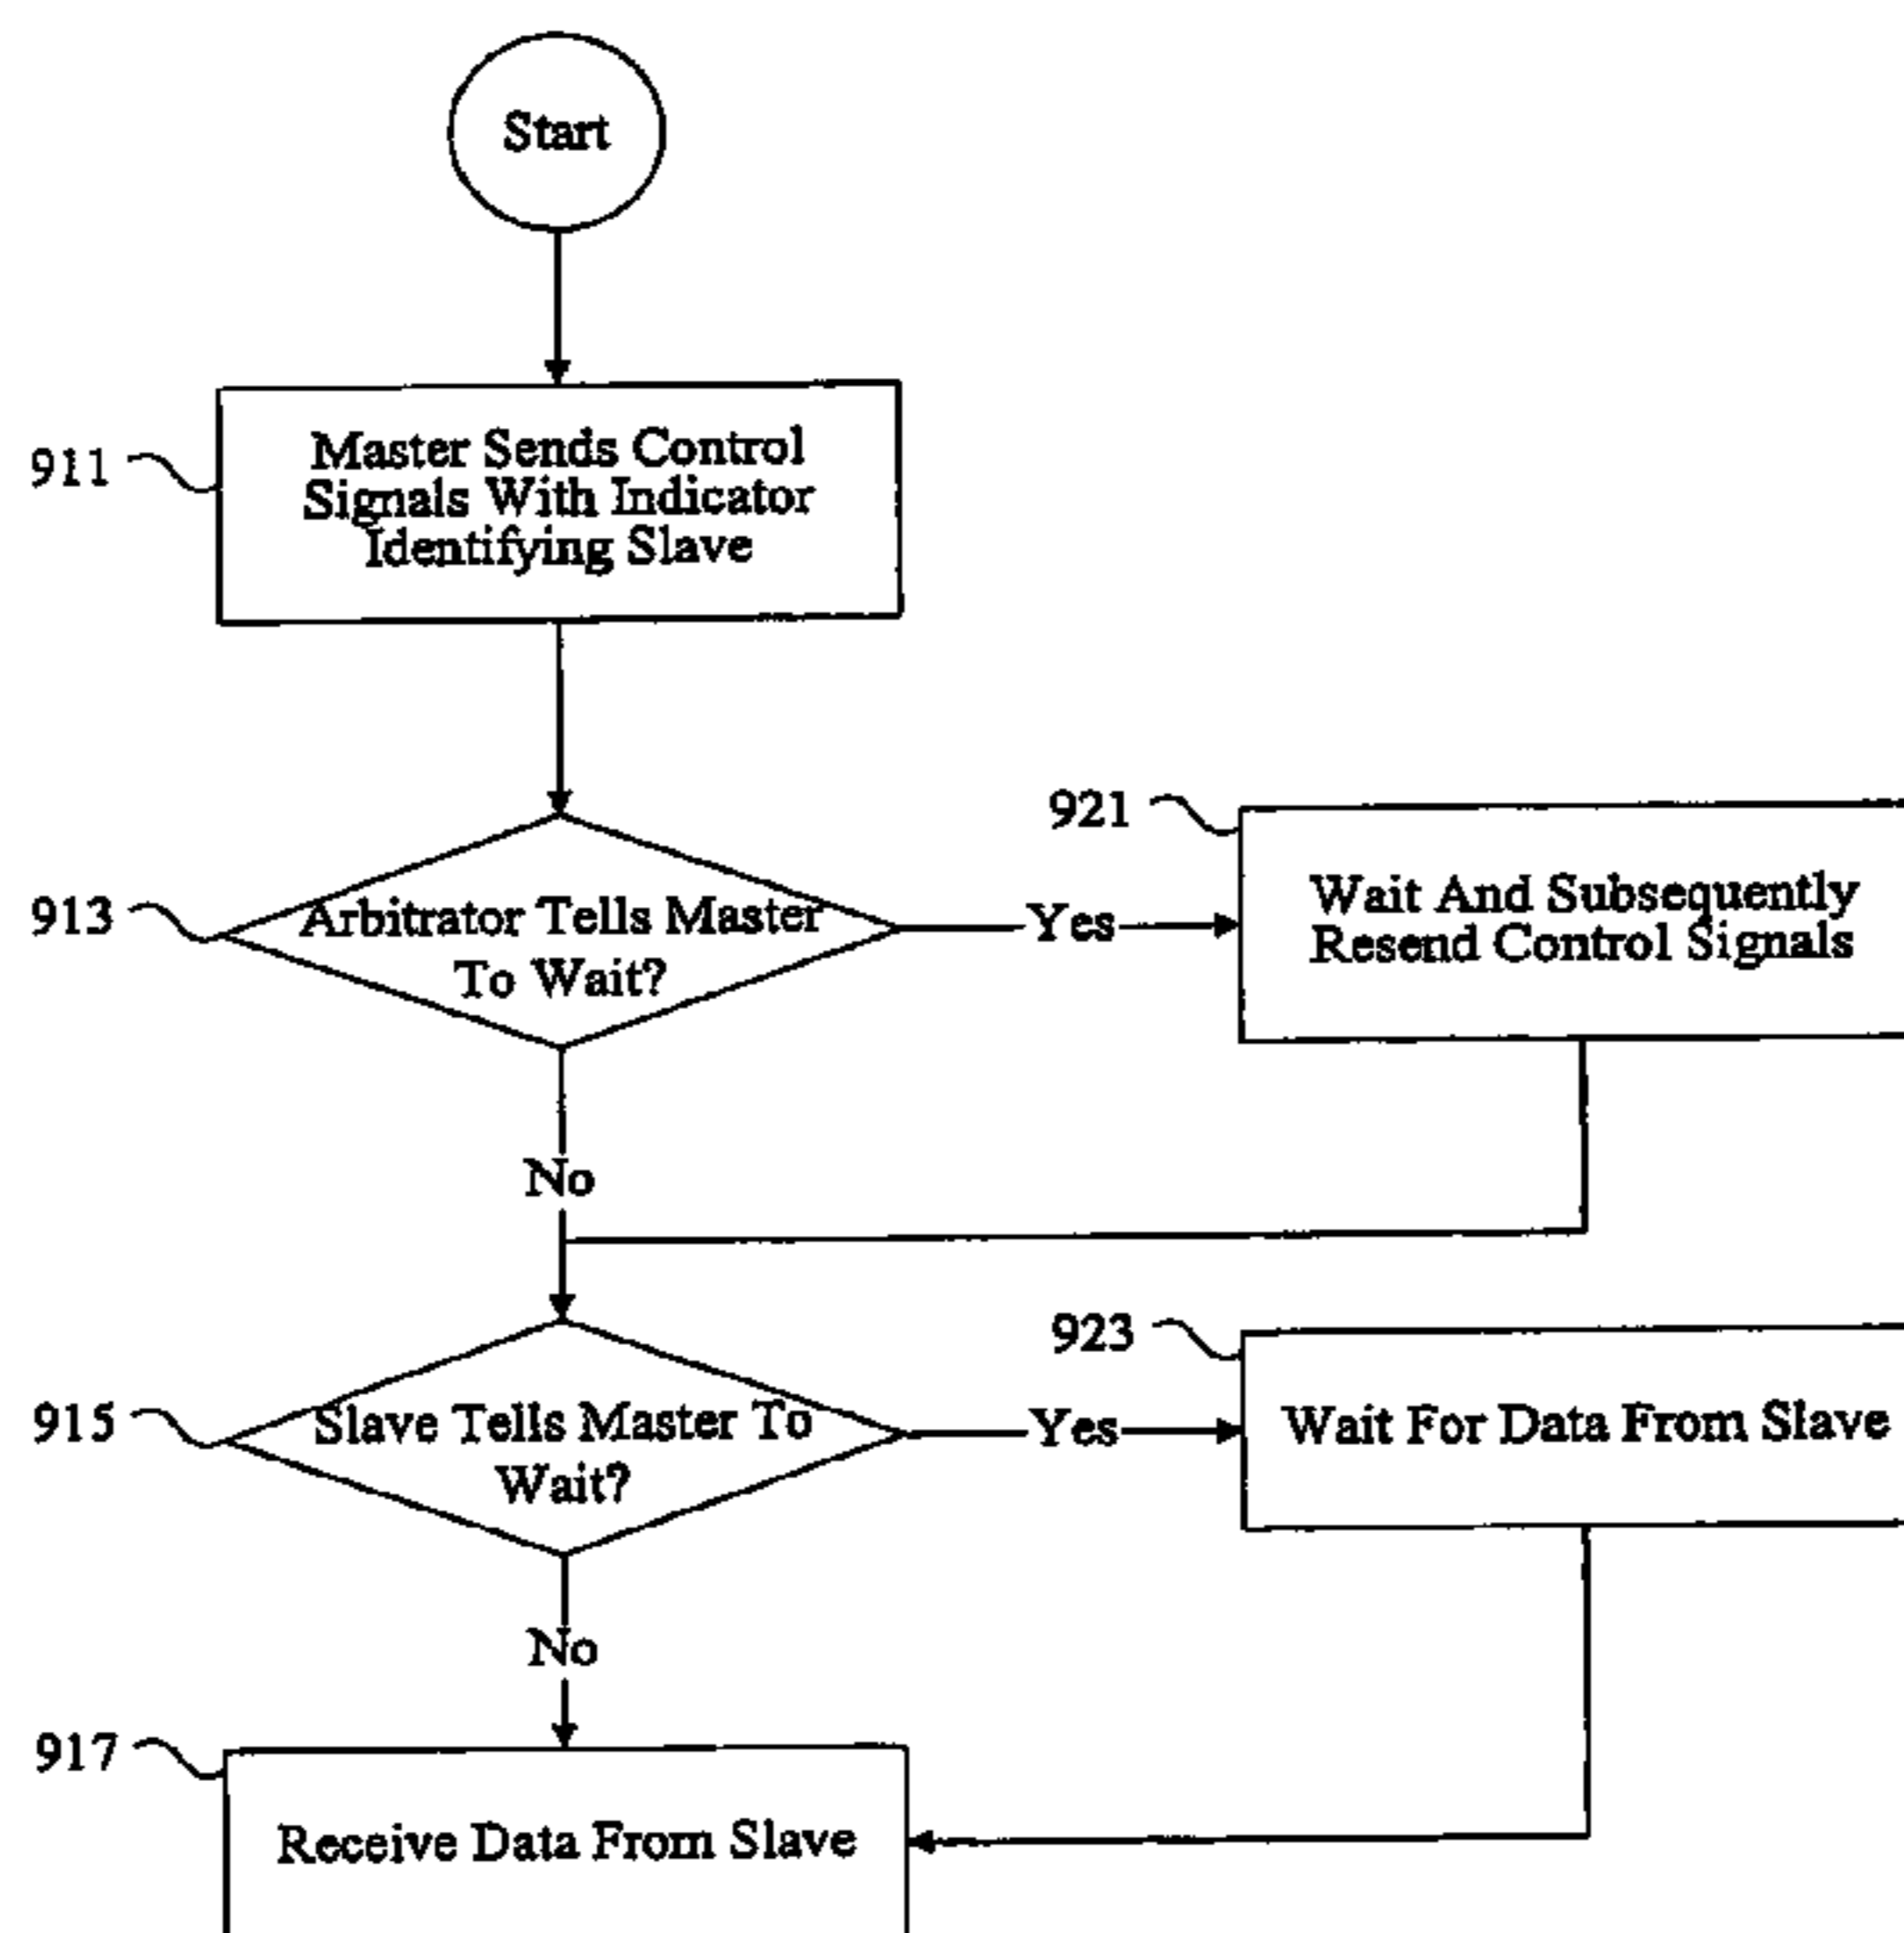 Start
911
Master Sends Control
Signals With Indicator
Identifying Slave
913
Arbitrator Tells Master
To Wait?
Yes
921
Wait And Subsequently
Resend Control Signals
No
915
Slave Tells Master To
Wait?
Yes
923
Wait For Data From Slave
No
917
Receive Data From Slave